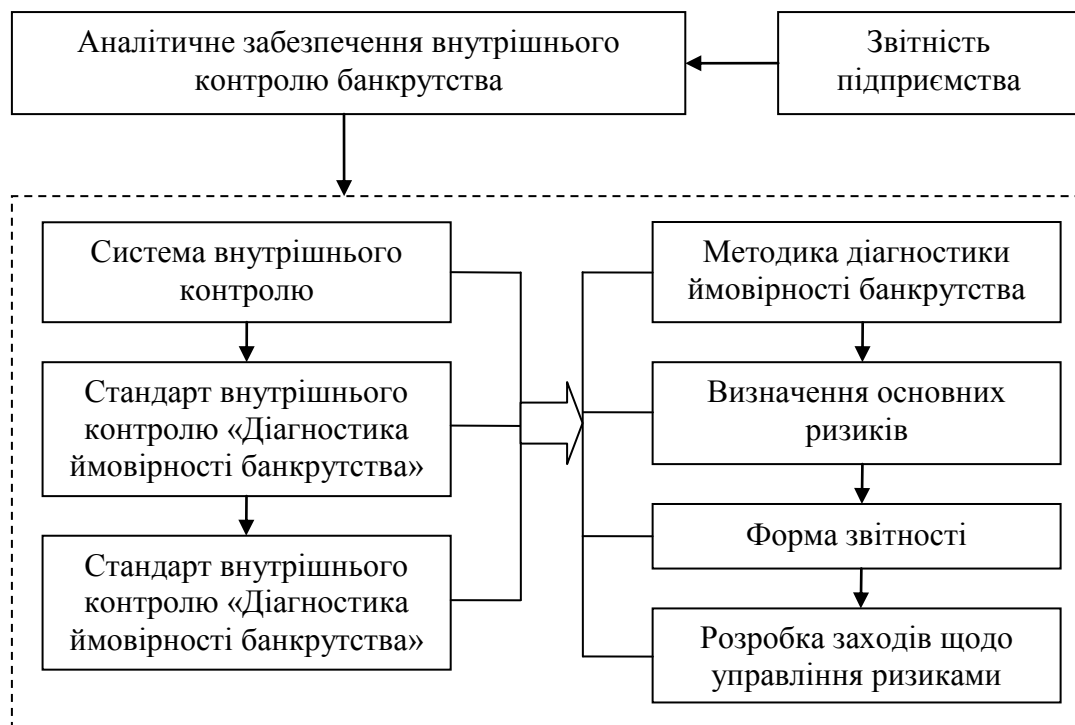 Аналітичне забезпечення внутрішнього
контролю банкрутства
Звітність
підприємства
Система внутрішнього
контролю
Стандарт внутрішнього
контролю «Діагностика
ймовірності банкрутства»
Стандарт внутрішнього
контролю «Діагностика
ймовірності банкрутства»
Методика діагностики
ймовірності банкрутства
Визначення основних
ризиків
Форма звітності
Розробка заходів щодо
управління ризиками